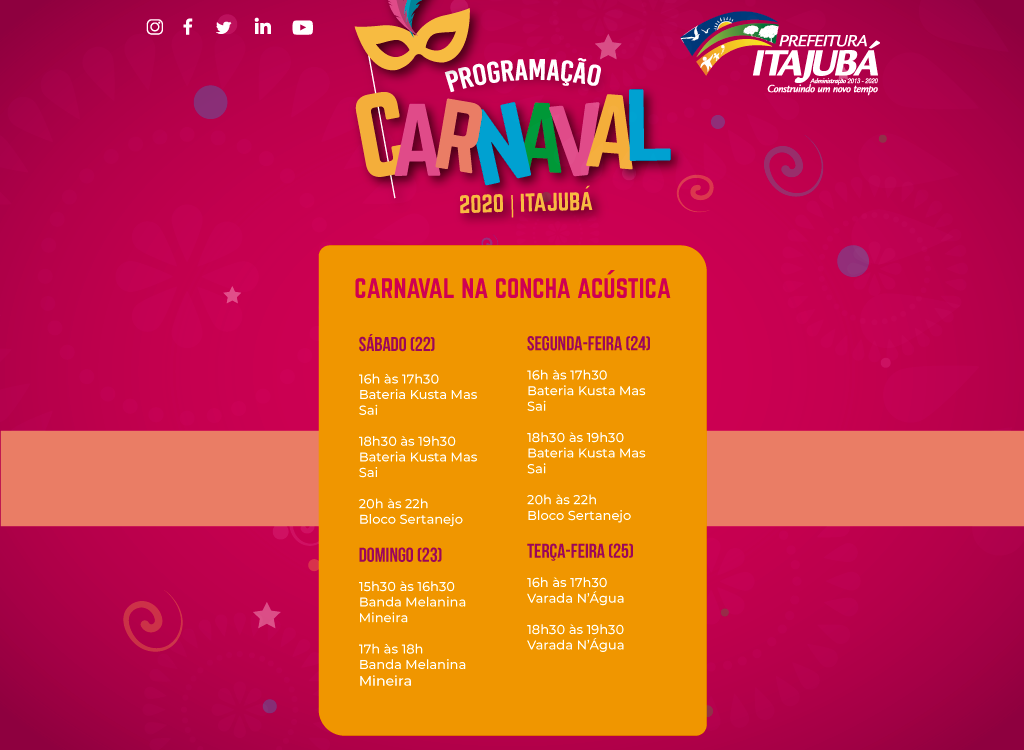 PROGRAMAÇÃO
CARNAVAL
2020 | ITAJUBÁ
PREFEITURA
ITAJUBÁ
Administração 2013 - 2020
Construindo um novo tempo
CARNAVAL NA CONCHA ACÚSTICA
SÁBADO (22)
16h às 17h30
Bateria Kusta Mas
Sai
18h30 às 19h30
Bateria Kusta Mas
Sai
20h às 22h
Bloco Sertanejo
DOMINGO (23)
15h30 às 16h30
Banda Melanina
Mineira
17h às 18h
Banda Melanina
Mineira
SEGUNDA-FEIRA (24)
16h às 17h30
Bateria Kusta Mas
Sai
18h30 às 19h30
Bateria Kusta Mas
Sai
20h às 22h
Bloco Sertanejo
TERÇA-FEIRA (25)
16h às 17h30
Varada N'Água
18h30 às 19h30
Varada N'Água